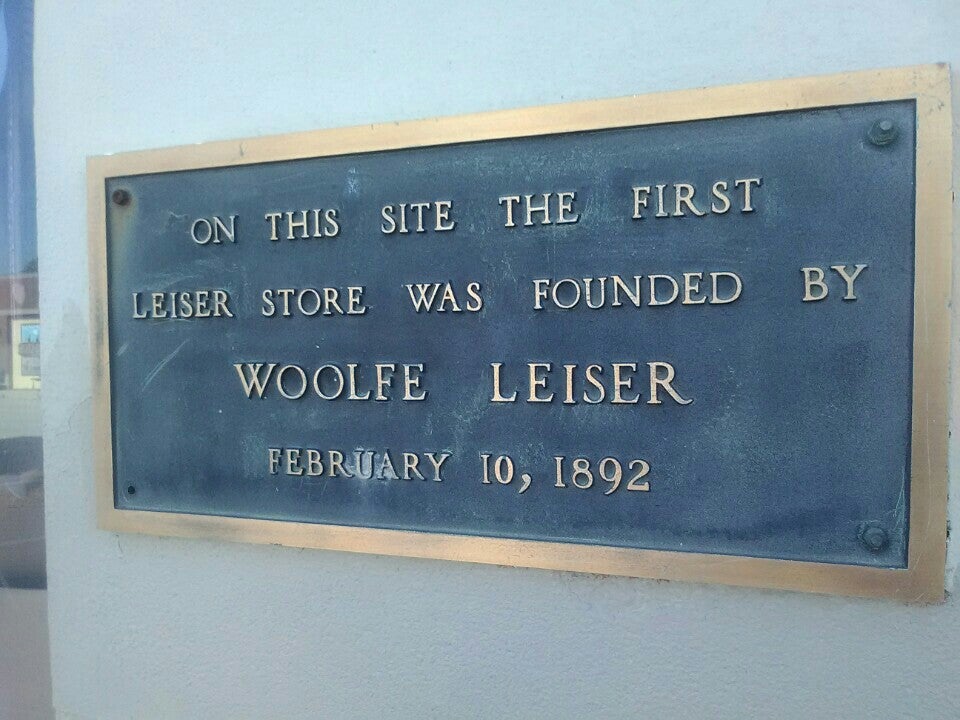 ON THIS SITE THE FIRST
LEISER STORE WAS FOUNDED BY
WOOLFE LEISER
FEBRUARY 10, 1892